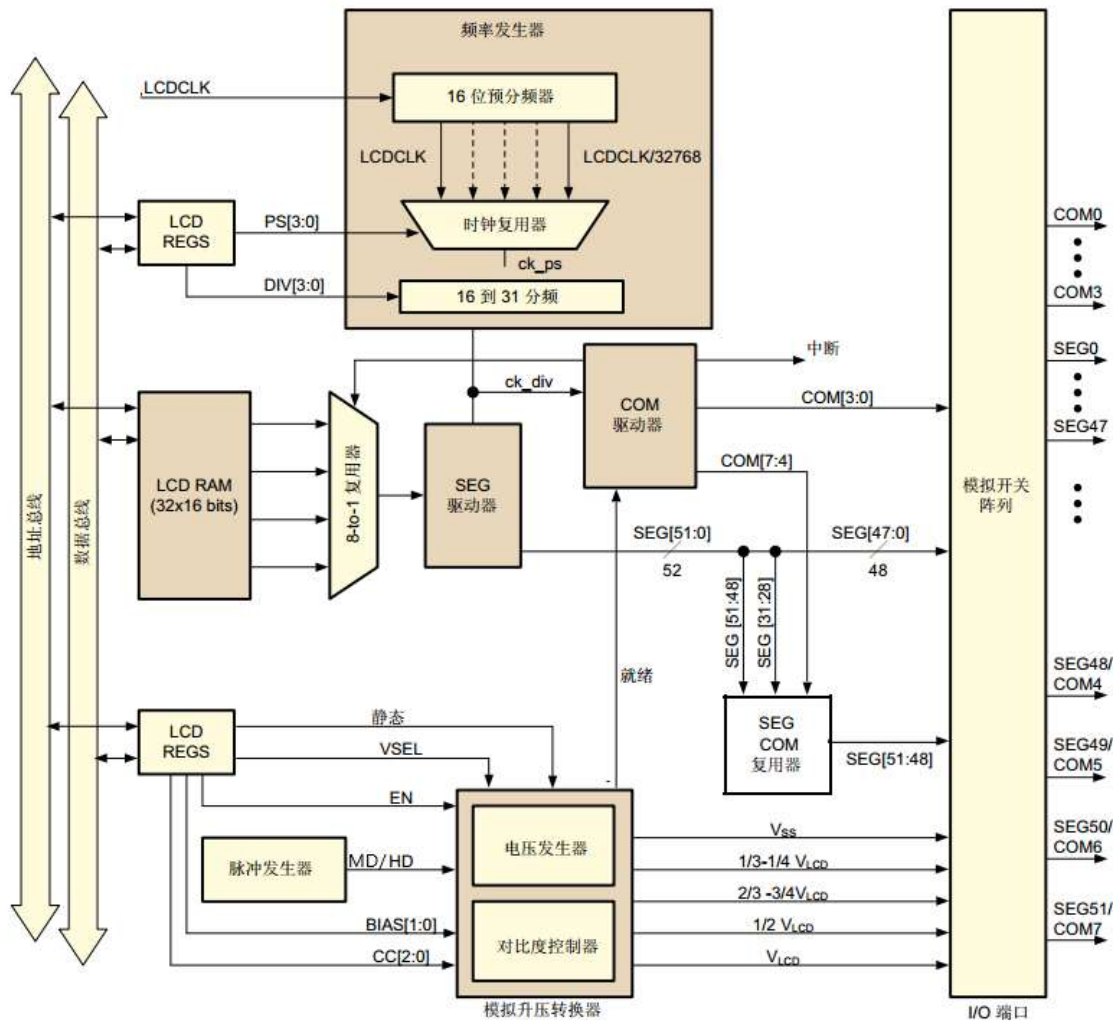 频率发生器
LCDCLK
16 位预分频器
LCDCLK
LCDCLK/32768
LCD
REGS
PS[3:0]
时钟复用器
ck_ps
DIV[3:0]
16 到 31 分频
COM0
COM3
SEG0
SEG47
中断
ck_div
COM
驱动器
COM[3:0]
COM[7:4]
地址总线
数据总线
LCD RAM
(32x16 bits)
8-to-1 复用器
SEG
驱动器
SEG[51:0]
52
SEG[47:0]
48
模拟开关
阵列
SEG [51:48]
SEG [31:28]
就绪
SEG
COM
复用器
SEG[51:48]
SEG48/
COM4
SEG49/
COM5
SEG50/
COM6
SEG51/
COM7
LCD
REGS
静态
VSEL
EN
脉冲发生器
MD/HD
BIAS[1:0]
CC[2:0]
电压发生器
对比度控制器
模拟升压转换器
VSS
1/3-1/4 VLCD
2/3 -3/4VLCD
1/2 VLCD
VLCD
I/O 端口